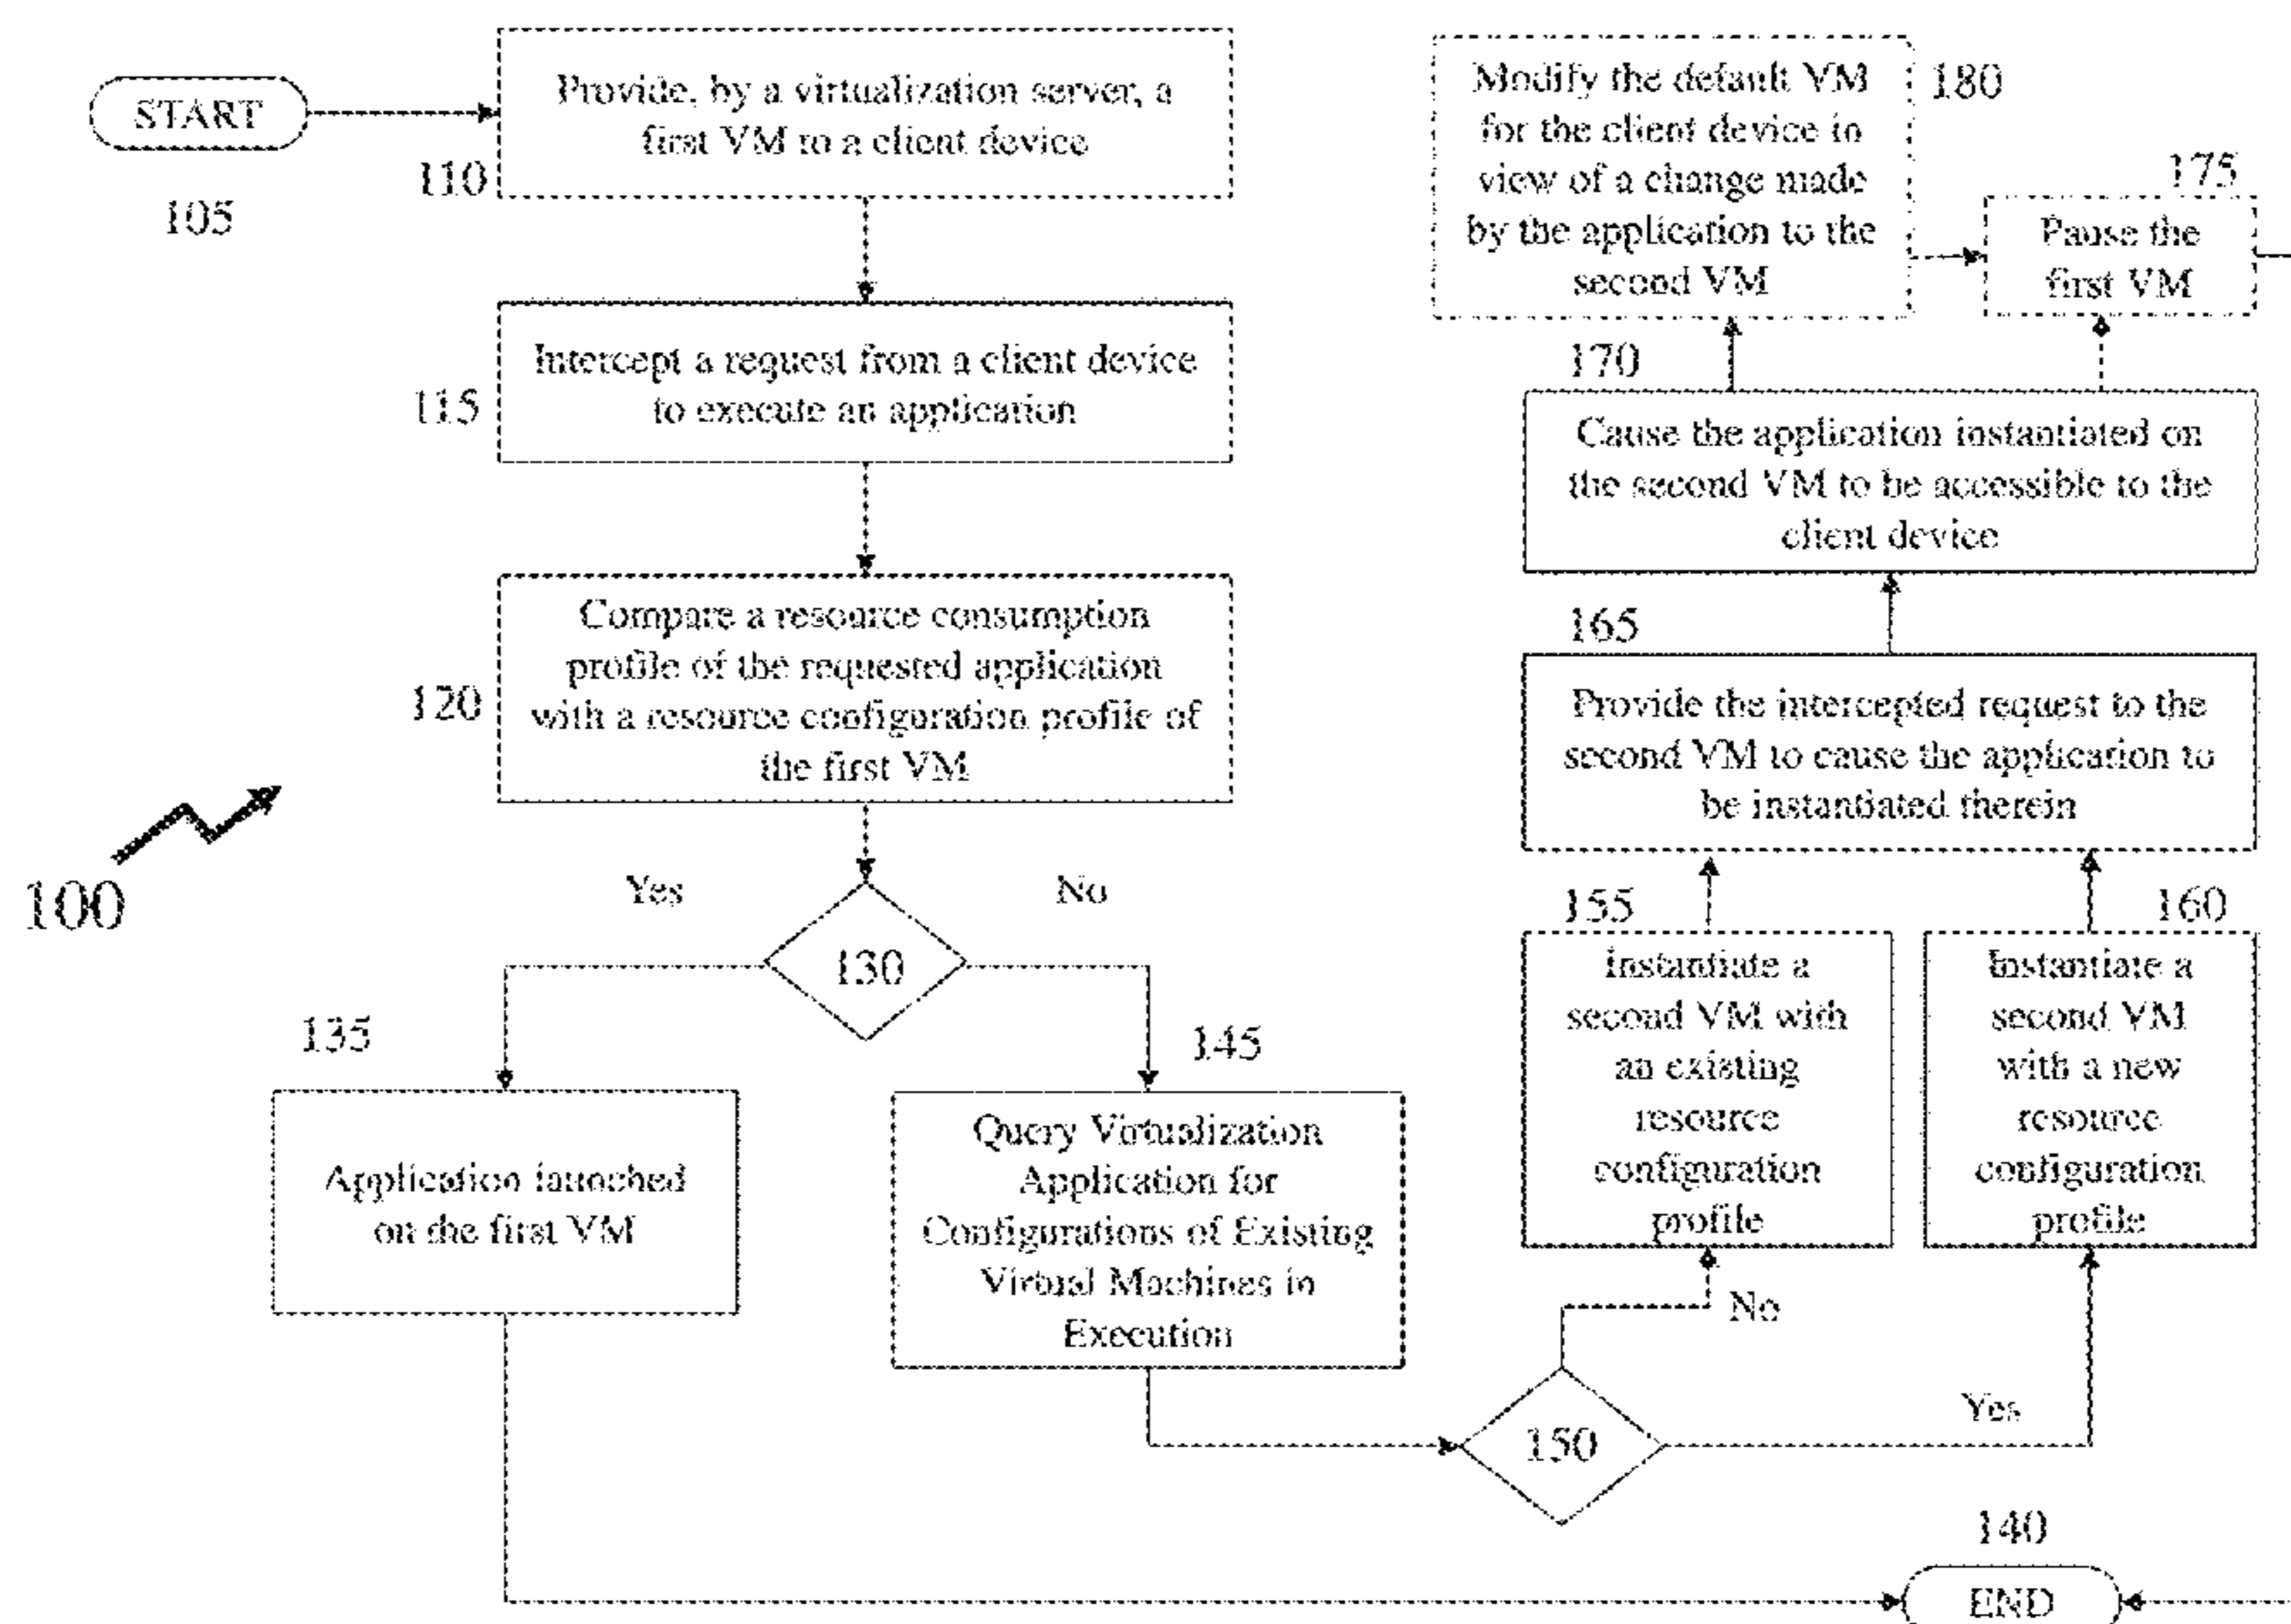 START
105
Provide, by a virtualization server, a
first VM to a client device
110
Intercept a request from a client device
to execute an application
115
Compare a resource consumption
profile of the requested application
with a resource configuration profile of
the first VM
120
100
Yes
No
130
135
Application launched
on the first VM
145
Query Virtualization
Application for
Configurations of Existing
Virtual Machines in
Execution
150
No
Yes
155
Instantiate a
second VM with
an existing
resource
configuration
profile
160
Instantiate a
second VM
with a new
resource
configuration
profile
165
Provide the intercepted request to the
second VM to cause the application to
be instantiated therein
170
Cause the application instantiated on
the second VM to be accessible to the
client device
175
Pause the
first VM
180
Modify the default VM
for the client device in
view of a change made
by the application to the
second VM
140
END